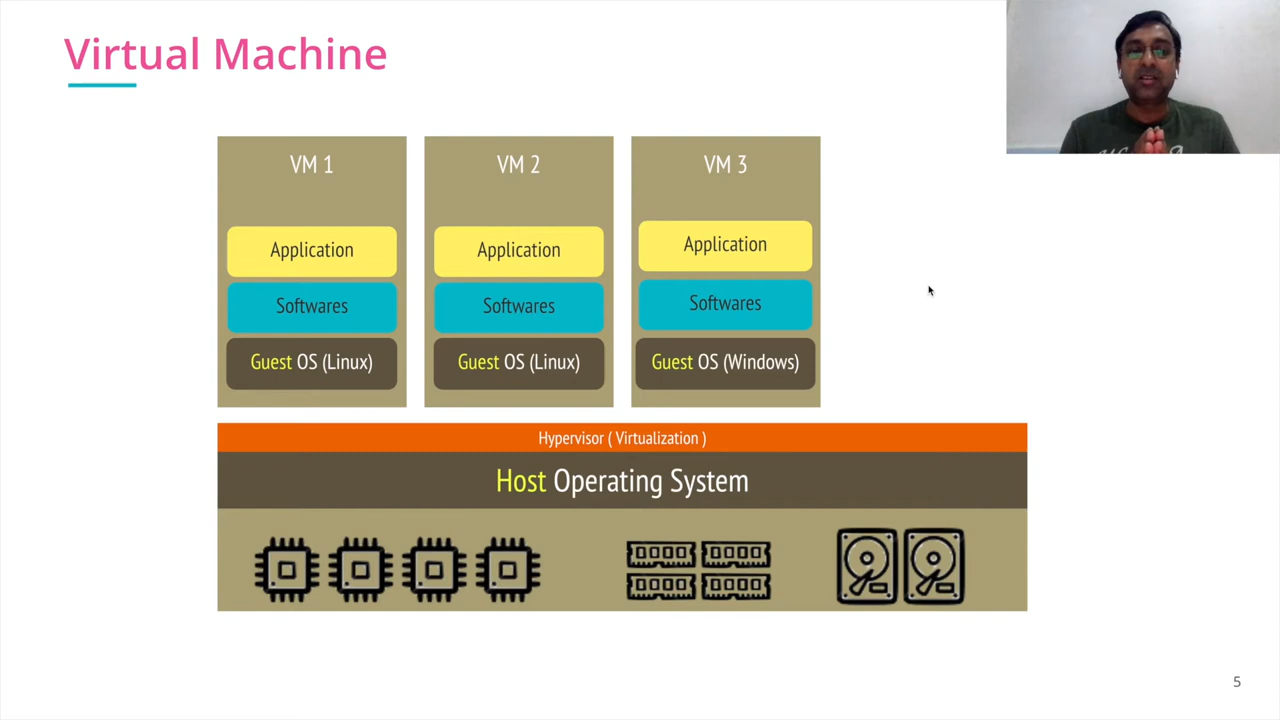 Virtual Machine
VM 1
Application
Softwares
Guest OS (Linux)
VM 2
Application
Softwares
Guest OS (Linux)
VM 3
Application
Softwares
Guest OS (Windows)
Hypervisor ( Virtualization )
Host Operating System
5